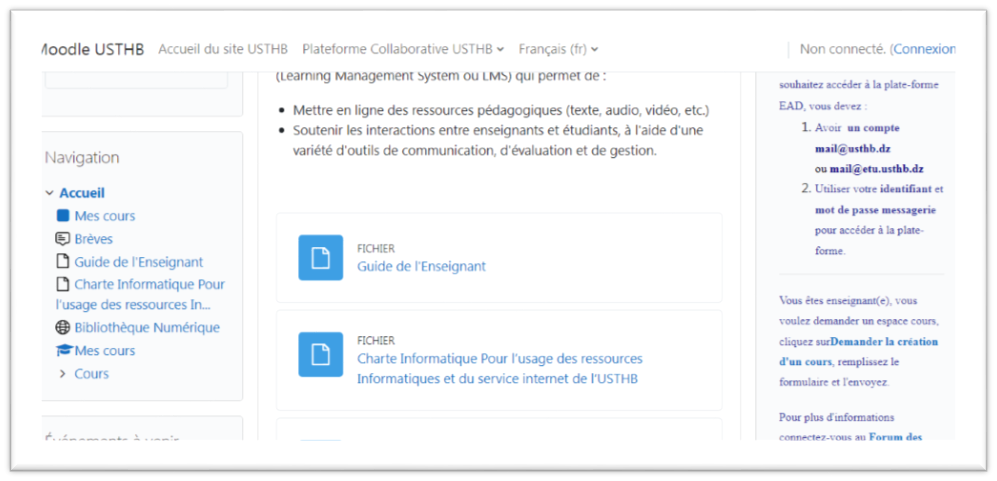 Moodle USTHB Accueil du site USTHB Plateforme Collaborative USTHB Français (fr) Non connecté. (Connexion
Navigation
Accueil
Mes cours
Brèves
Guide de l'Enseignant
Charte Informatique Pour
l'usage des ressources In...
Bibliothèque Numérique
Mes cours
Cours
Événements à venir
(Learning Management System ou LMS) qui permet de :
• Mettre en ligne des ressources pédagogiques (texte, audio, vidéo, etc.)
• Soutenir les interactions entre enseignants et étudiants, à l'aide d'une
variété d'outils de communication, d'évaluation et de gestion.
FICHIER
Guide de l'Enseignant
FICHIER
Charte Informatique Pour l'usage des ressources
Informatiques et du service internet de l'USTHB
souhaitez accéder à la plate-forme
EAD, vous devez :
1. Avoir un compte
mail@usthb.dz
ou mail@etu.usthb.dz
2. Utiliser votre identifiant et
mot de passe messagerie
pour accéder à la plate-
forme.
Vous êtes enseignant(e), vous
voulez demander un espace cours,
cliquez surDemander la création
d'un cours, remplissez le
formulaire et l'envoyez.
Pour plus d'informations
connectez-vous au Forum des